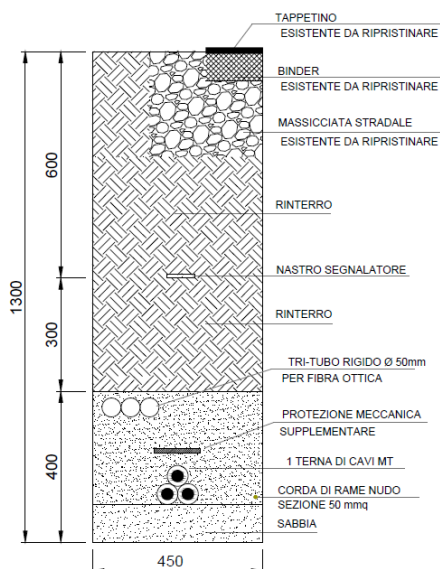 TAPPETINO
ESISTENTE DA RIPRISTINARE
BINDER
ESISTENTE DA RIPRISTINARE
MASSICCIATA STRADALE
ESISTENTE DA RIPRISTINARE
600
RINTERRO
NASTRO SEGNALATORE
1300
300
RINTERRO
TRI-TUBO RIGIDO Ø 50mm
PER FIBRA OTTICA
PROTEZIONE MECCANICA
SUPPLEMENTARE
400
1 TERNA DI CAVI MT
CORDA DI RAME NUDO
SEZIONE 50 mmq
SABBIA
450